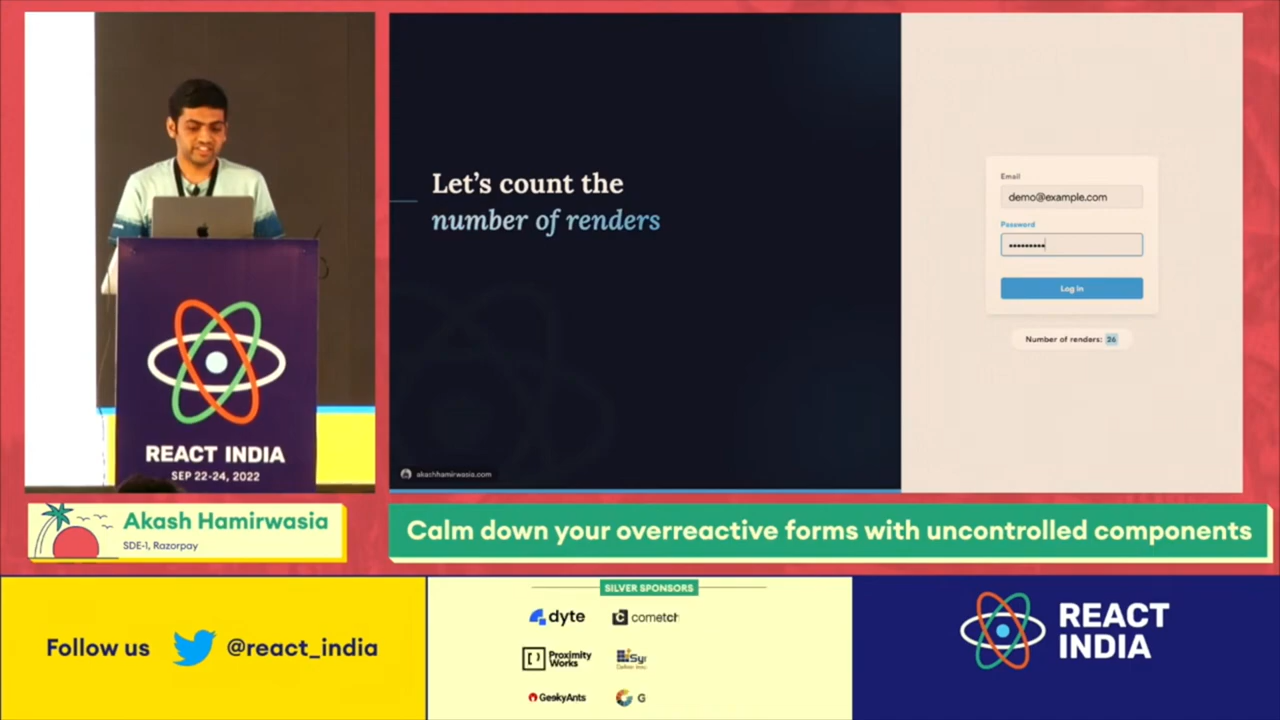 Let's count the
number of renders
akashhamirwasia.com
Email
demo@example.com
Password
•••••••••
Log in
Number of renders: 26
REACT INDIA
SEP 22-24, 2022
Akash Hamirwasia
SDE-1, Razorpay
Calm down your overreactive forms with uncontrolled components
Follow us @react_india
SILVER SPONSORS
dyte
Proximity
Works
GeekyAnts
G
REACT
INDIA